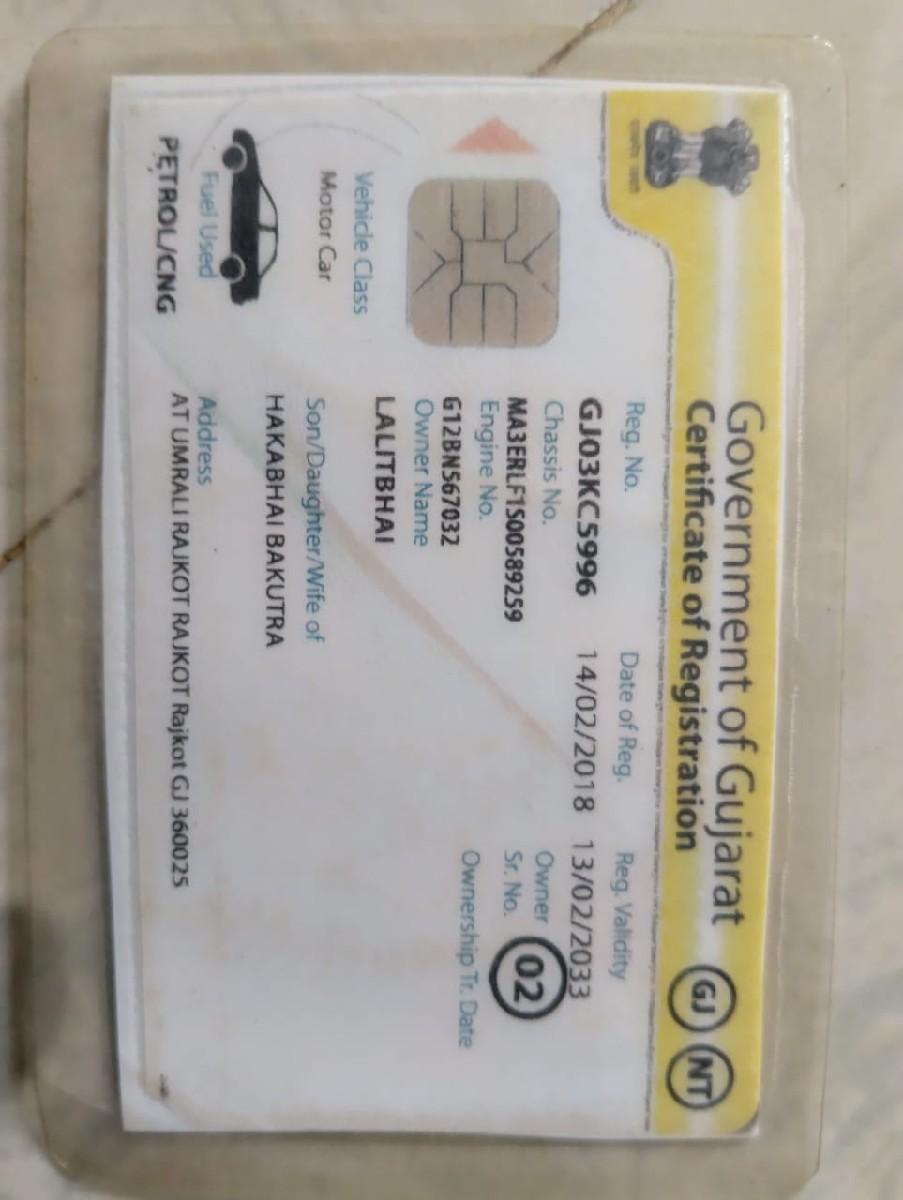 Government of Gujarat
Certificate of Registration
GJ NT
Reg. No. Date of Reg. Reg. Validity
GJ03KC5996 14/02/2018 13/02/2033
Chassis No.
MA3ERLF1S00589259
Owner Sr. No. 02
Engine No.
G12BN567032
Ownership Tr. Date
Owner Name
LALITBHAI
Vehicle Class
Motor Car
Son/Daughter/Wife of
HAKABHAI BAKUTRA
Fuel Used
PETROL/CNG
Address
AT UMRALI RAJKOT RAJKOT Rajkot GJ 360025